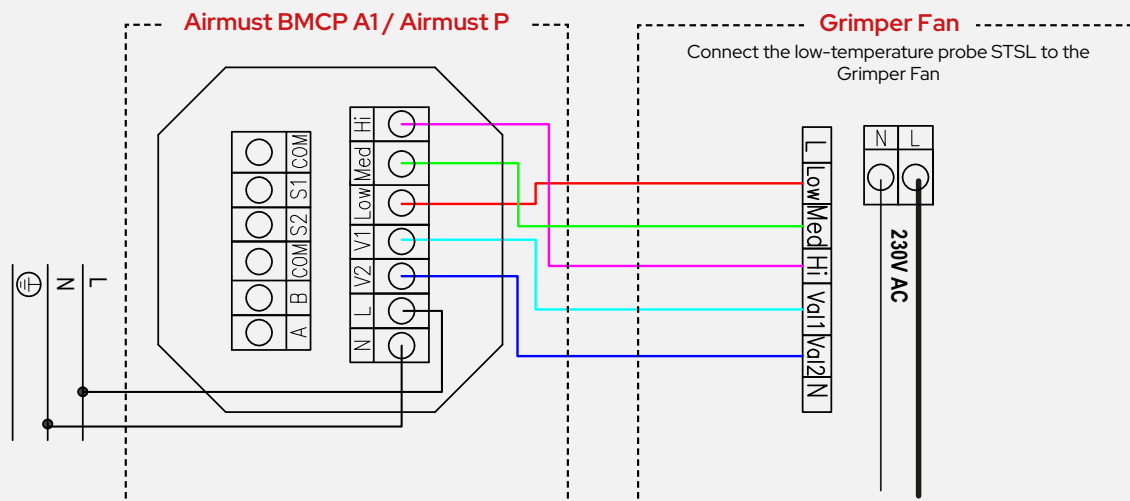 Airmust BMCP A1 / Airmust P
Grimper Fan
Connect the low-temperature probe STSL to the
Grimper Fan
L
N
COM
S1
S2
COM
B
A
Hi
Med
Low
V1
V2
L
N
L
Low
Med
Hi
Val1
Val2
N
N L
230V AC